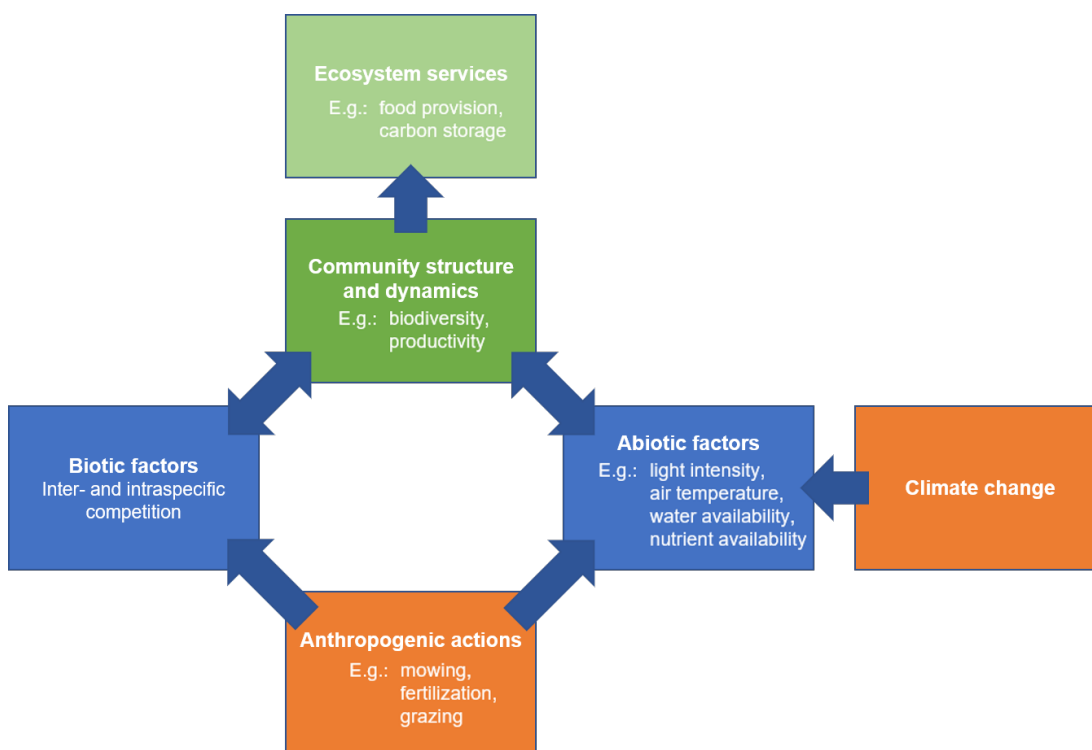 Ecosystem services
E.g.: food provision,
carbon storage
Community structure
and dynamics
E.g.: biodiversity,
productivity
Biotic factors
Inter- and intraspecific
competition
Abiotic factors
E.g.: light intensity,
air temperature,
water availability,
nutrient availability
Climate change
Anthropogenic actions
E.g.: mowing,
fertilization,
grazing